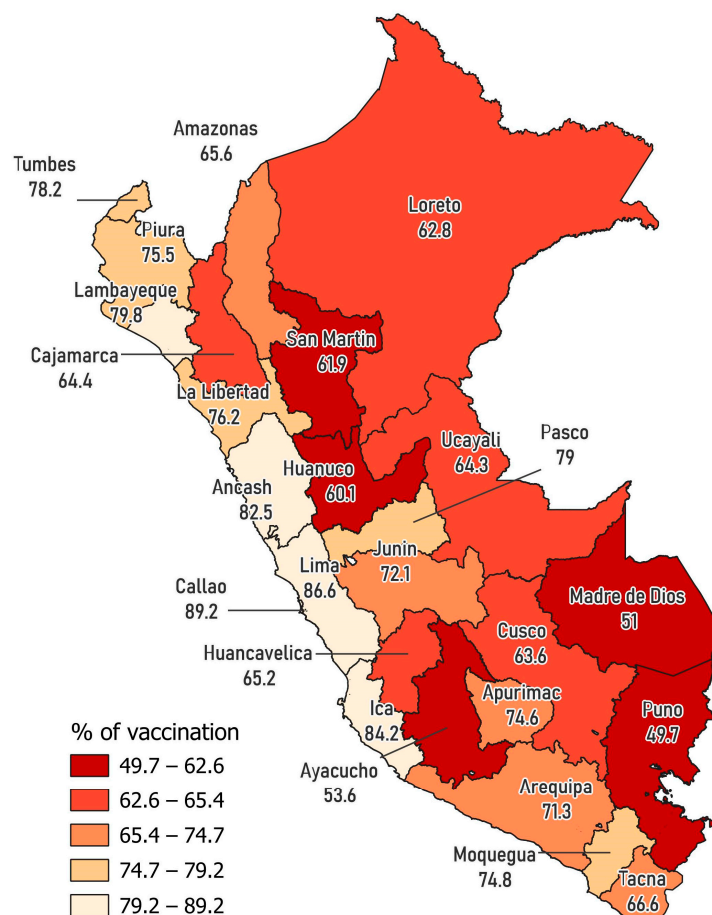 Amazonas
65.6
Tumbes
78.2
Loreto
62.8
Piura
75.5
Lambayeque
79.8
San Martin
61.9
Cajamarca
64.4
La Libertad
76.2
Ucayali
64.3
Pasco
79
Huanuco
60.1
Ancash
82.5
Junin
72.1
Lima
86.6
Callao
89.2
Madre de Dios
51
Cusco
63.6
Huancavelica
65.2
Apurimac
74.6
Ica
84.2
Puno
49.7
Ayacucho
53.6
Arequipa
71.3
Moquegua
74.8
Tacna
66.6
% of vaccination
49.7 – 62.6
62.6 – 65.4
65.4 – 74.7
74.7 – 79.2
79.2 – 89.2